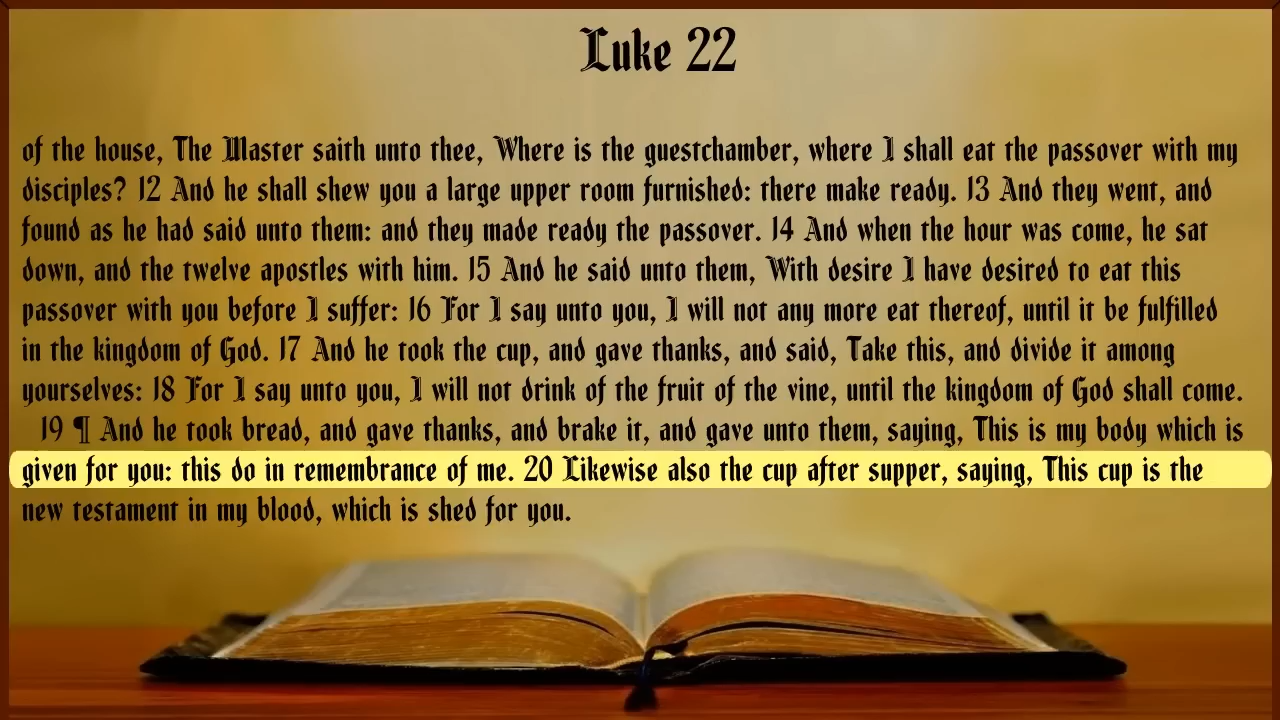 Luke 22
of the house, The Master saith unto thee, Where is the guestchamber, where I shall eat the passover with my
disciples? 12 And he shall shew you a large upper room furnished: there make ready. 13 And they went, and
found as he had said unto them: and they made ready the passover. 14 And when the hour was come, he sat
down, and the twelve apostles with him. 15 And he said unto them, With desire I have desired to eat this
passover with you before I suffer: 16 For I say unto you, I will not any more eat thereof, until it be fulfilled
in the kingdom of God. 17 And he took the cup, and gave thanks, and said, Take this, and divide it among
yourselves: 18 For I say unto you, I will not drink of the fruit of the vine, until the kingdom of God shall come.
19 ¶ And he took bread, and gave thanks, and brake it, and gave unto them, saying, This is my body which is
given for you: this do in remembrance of me. 20 Likewise also the cup after supper, saying, This cup is the
new testament in my blood, which is shed for you.